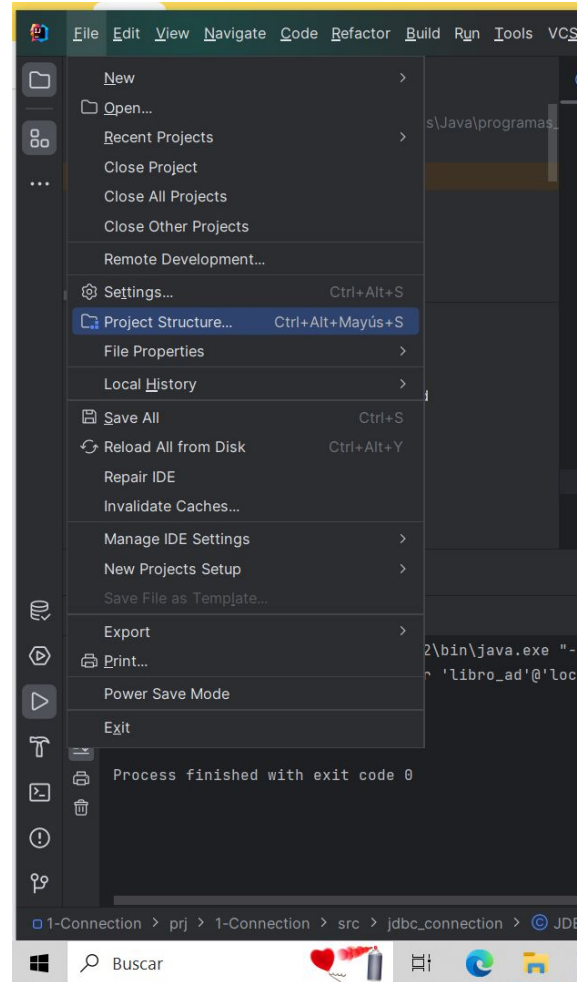 File Edit View Navigate Code Refactor Build Run Tools VCS
New
Open...
s\Java\programas_
Recent Projects
Close Project
Close All Projects
Close Other Projects
Remote Development...
Settings... Ctrl+Alt+S
Project Structure... Ctrl+Alt+Mayús+S
File Properties
Local History
Save All Ctrl+S
Reload All from Disk Ctrl+Alt+Y
Repair IDE
Invalidate Caches...
Manage IDE Settings
New Projects Setup
Save File as Template...
Export
2\bin\java.exe "-
Print...
r 'libro_ad'@'loc
Power Save Mode
Exit
Process finished with exit code 0
1-Connection > prj > 1-Connection > src > jdbc_connection > JDB
Buscar